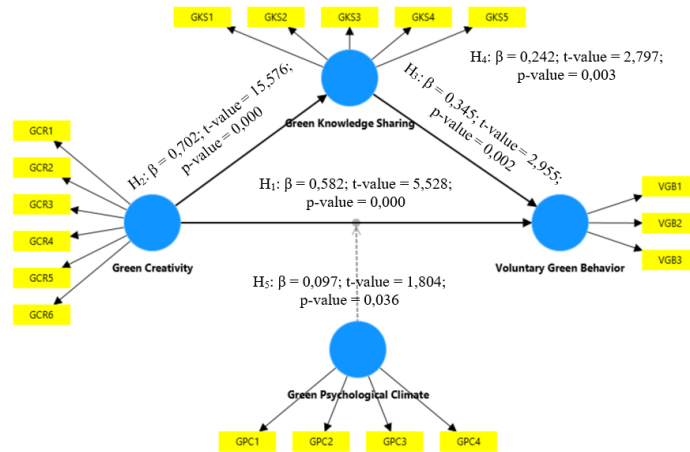 GKS1
GKS2
GKS3
GKS4
GKS5
H₄: β = 0,242; t-value = 2,797;
p-value = 0,003
H₂: β = 0,702; t-value = 15,576;
p-value = 0,000
H₃: β = 0,345; t-value = 2,955;
p-value = 0,002
Green Knowledge Sharing
GCR1
GCR2
GCR3
GCR4
GCR5
GCR6
H₁: β = 0,582; t-value = 5,528;
p-value = 0,000
VGB1
VGB2
VGB3
Green Creativity
Voluntary Green Behavior
H₅: β = 0,097; t-value = 1,804;
p-value = 0,036
Green Psychological Climate
GPC1
GPC2
GPC3
GPC4